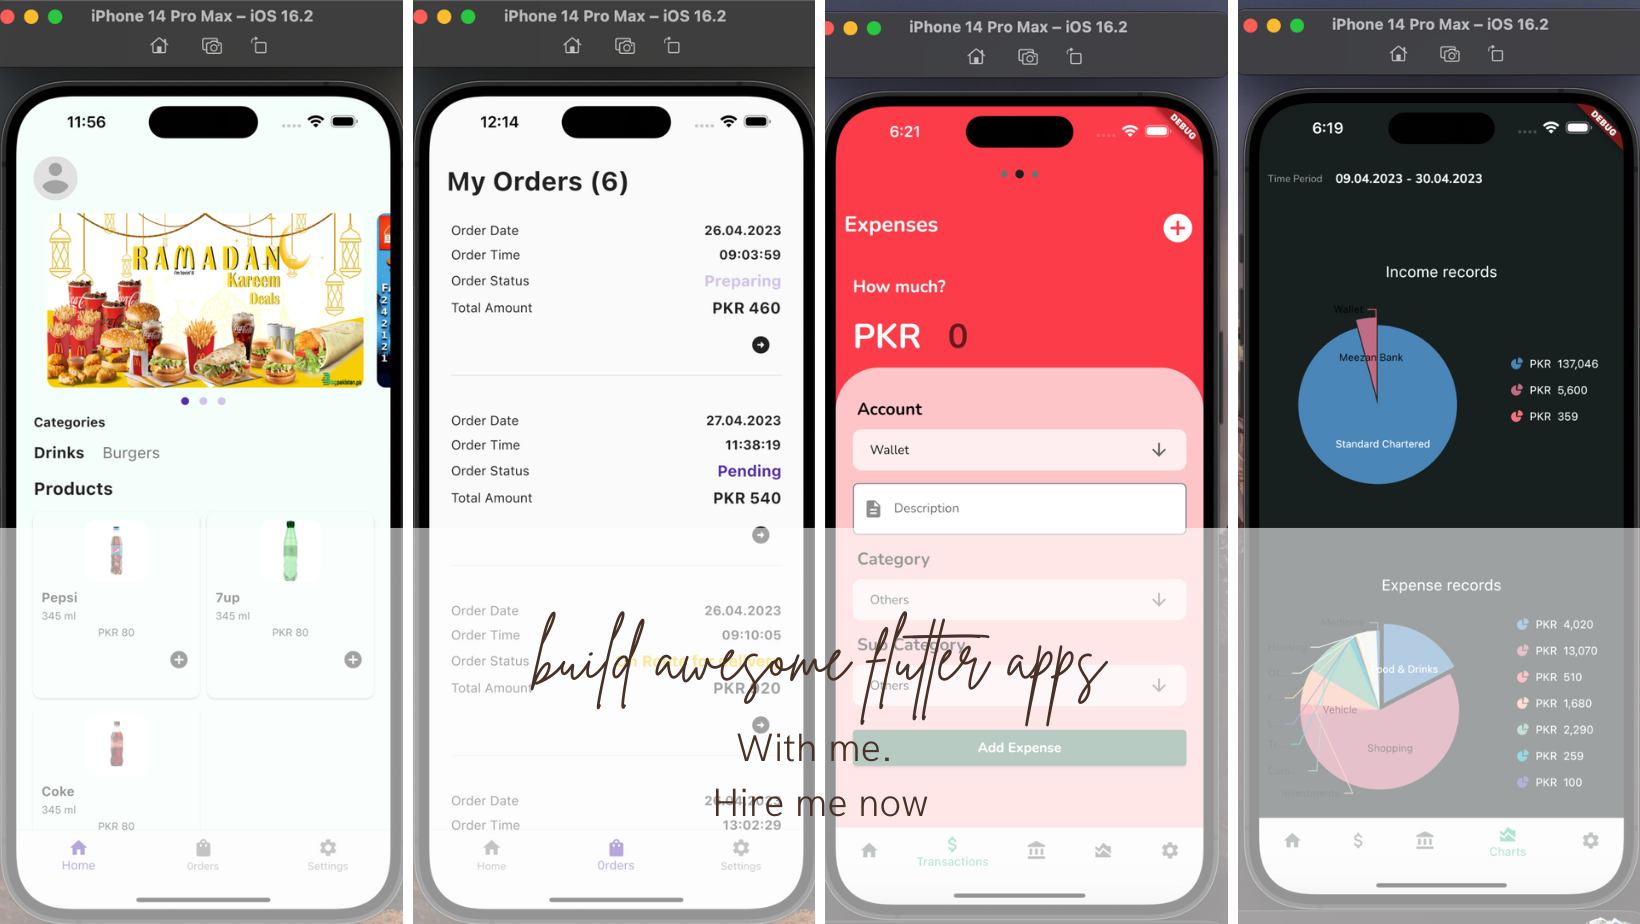 iPhone 14 Pro Max – iOS 16.2
11:56
RAMADAN
I'm lovin' it
Kareem
Deals
Categories
Drinks Burgers
Products
Pepsi
345 ml
PKR 80
7up
345 ml
PKR 80
Coke
345 ml
PKR 80
Home
Orders
Settings
iPhone 14 Pro Max – iOS 16.2
12:14
My Orders (6)
Order Date 26.04.2023
Order Time 09:03:59
Order Status Preparing
Total Amount PKR 460
Order Date 27.04.2023
Order Time 11:38:19
Order Status Pending
Total Amount PKR 540
Order Date 26.04.2023
Order Time 09:10:05
Order Status On Route for delivery
Total Amount PKR 920
Order Date 26.04.2023
Order Time 13:02:29
Home
Orders
Settings
iPhone 14 Pro Max – iOS 16.2
6:21
DEBUG
Expenses
How much?
PKR 0
Account
Wallet
Description
Category
Others
Sub Category
Others
Add Expense
Transactions
iPhone 14 Pro Max – iOS 16.2
6:19
DEBUG
Time Period 09.04.2023 - 30.04.2023
Income records
Wallet
Meezan Bank
Standard Chartered
PKR 137,046
PKR 5,600
PKR 359
Expense records
Food & Drinks
Vehicle
Shopping
Investments
PKR 4,020
PKR 13,070
PKR 510
PKR 1,680
PKR 2,290
PKR 259
PKR 100
Charts
build awesome flutter apps
With me.
Hire me now